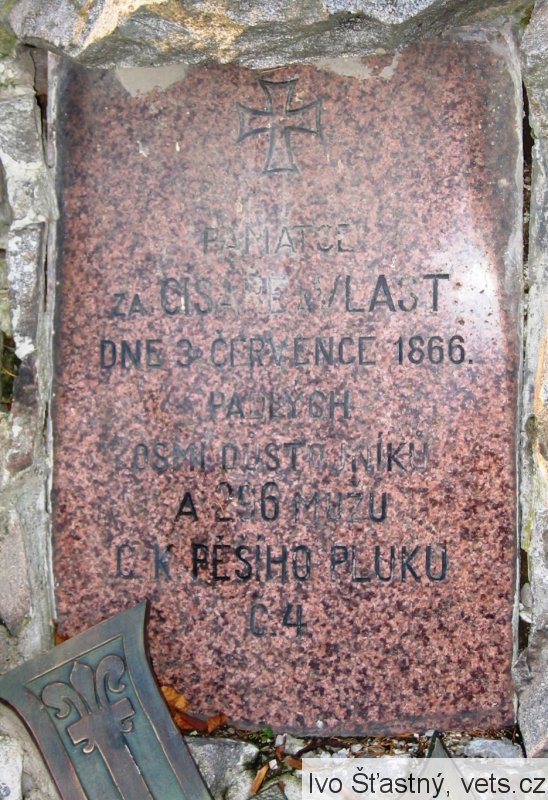 PAMÁTCE
ZA CÍSAŘE A VLAST
DNE 3. ČERVENCE 1866.
PADLÝCH
OSMI DŮSTOJNÍKŮ
A 296 MUŽŮ
C. K. PĚŠÍHO PLUKU
Č. 4
Ivo Šťastný, vets.cz